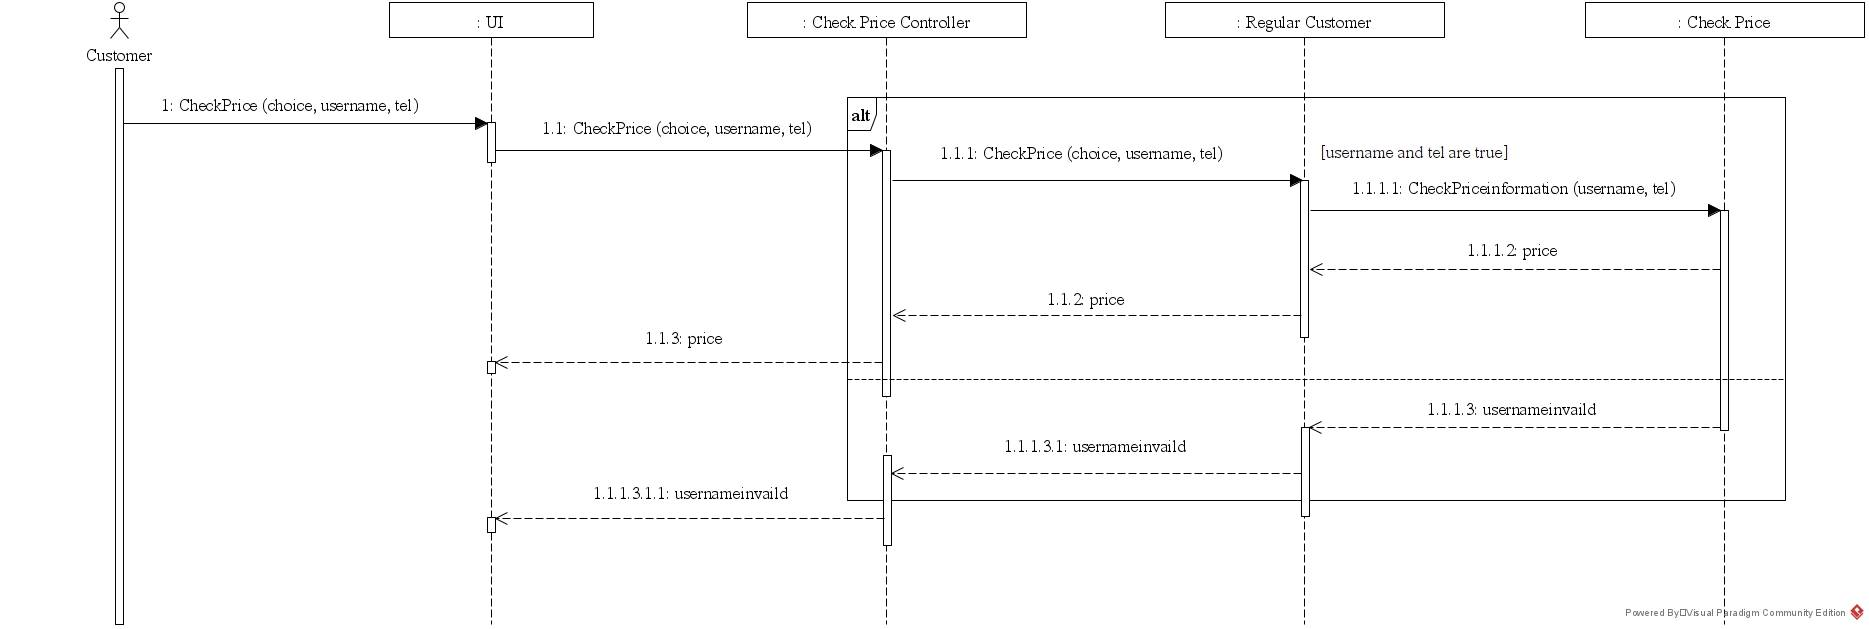 : UI
: Check Price Controller
: Regular Customer
: Check Price
Customer
1: CheckPrice (choice, username, tel)
alt
1.1: CheckPrice (choice, username, tel)
1.1.1: CheckPrice (choice, username, tel)
[username and tel are true]
1.1.1.1: CheckPriceinformation (username, tel)
1.1.1.2: price
1.1.2: price
1.1.3: price
1.1.1.3: usernameinvaild
1.1.1.3.1: usernameinvaild
1.1.1.3.1.1: usernameinvaild
Powered By□Visual Paradigm Community Edition